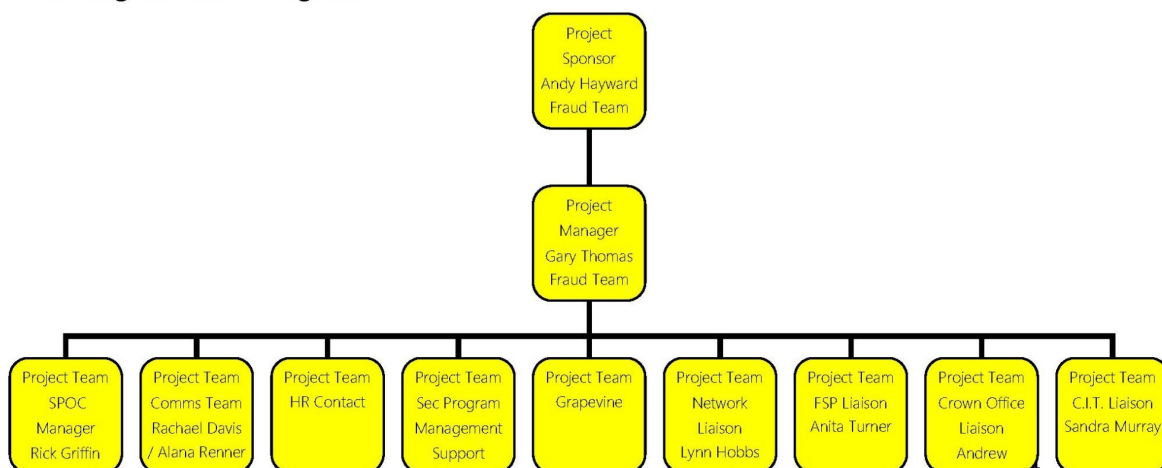 Project
Sponsor
Andy Hayward
Fraud Team
Project
Manager
Gary Thomas
Fraud Team
Project Team
SPOC
Manager
Rick Griffin
Project Team
Comms Team
Rachael Davis
/ Alana Renner
Project Team
HR Contact
Project Team
Sec Program
Management
Support
Project Team
Grapevine
Project Team
Network
Liaison
Lynn Hobbs
Project Team
FSP Liaison
Anita Turner
Project Team
Crown Office
Liaison
Andrew
Project Team
C.I.T. Liaison
Sandra Murray